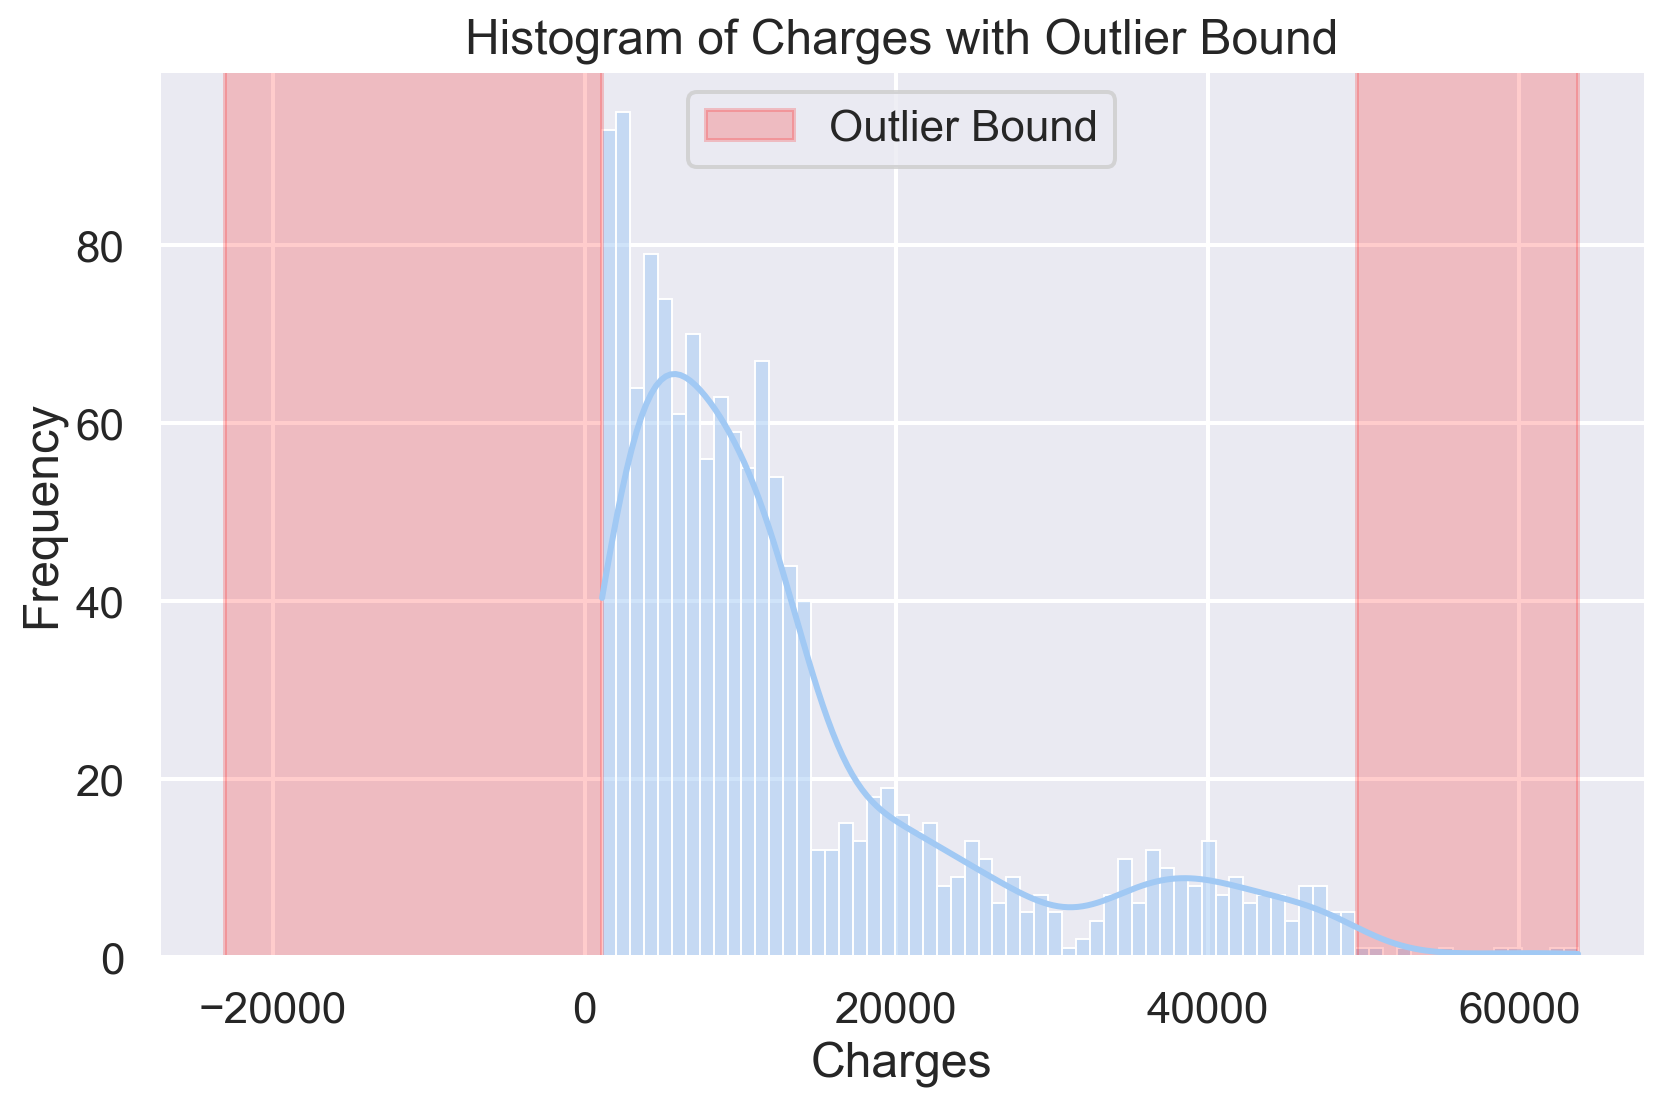 Histogram of Charges with Outlier Bound
Outlier Bound
Frequency
80
60
40
20
0
−20000
0
20000
40000
60000
Charges